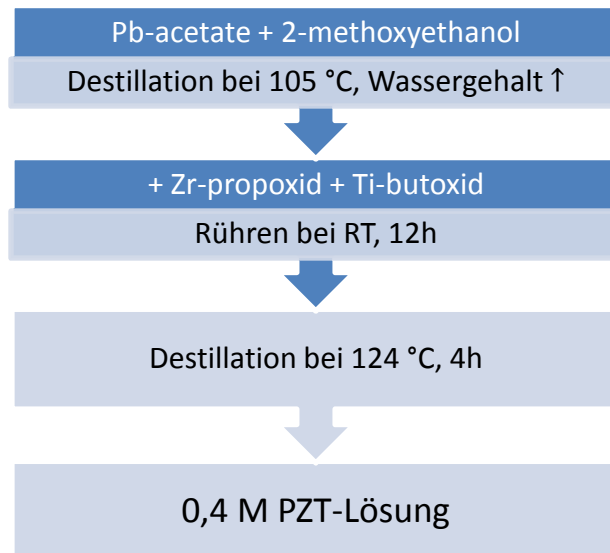 Pb-acetate + 2-methoxyethanol
Destillation bei 105 °C, Wassergehalt ↑
+ Zr-propoxid + Ti-butoxid
Rühren bei RT, 12h
Destillation bei 124 °C, 4h
0,4 M PZT-Lösung